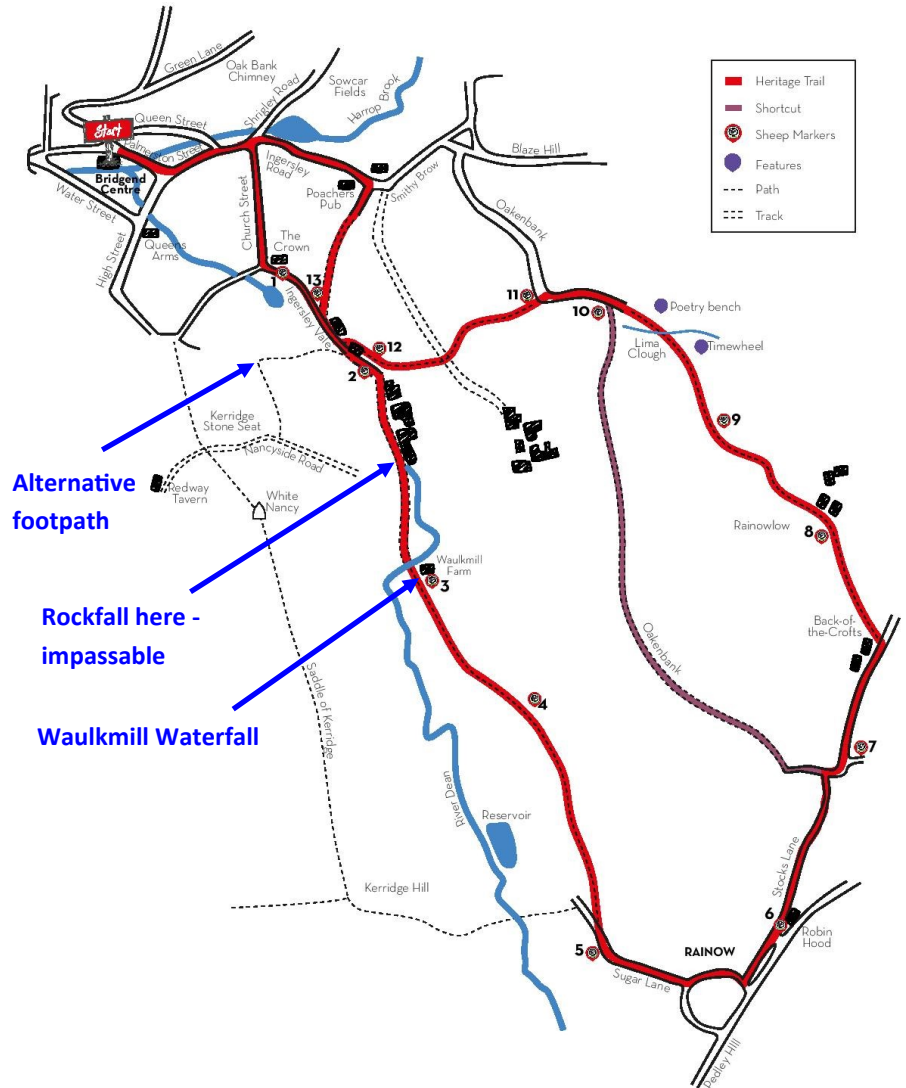 Green Lane
Oak Bank
Chimney
Shrigley Road
Sowcar
Fields
Harrop Brook
Start
Queen Street
Palmerston Street
Bridgend
Centre
Water Street
High Street
Queens
Arms
Church Street
Ingersley
Road
Poachers
Pub
Smithy Brow
Blaze Hill
Oakenbank
The
Crown
1
13
Ingersley Vale
12
2
11
10
Poetry bench
Lima
Clough
Timewheel
9
Heritage Trail
Shortcut
Sheep Markers
Features
Path
Track
Kerridge
Stone Seat
Nancyside Road
Redway
Tavern
White
Nancy
Alternative
footpath
Rockfall here -
impassable
Waulkmill Waterfall
Waulkmill
Farm
3
Rainowlow
8
Back-of-
the-Crofts
Oakenbank
4
7
Saddle of Kerridge
River Dean
Reservoir
Kerridge Hill
Stocks Lane
6
Robin
Hood
5
RAINOW
Sugar Lane
Pedley Hill